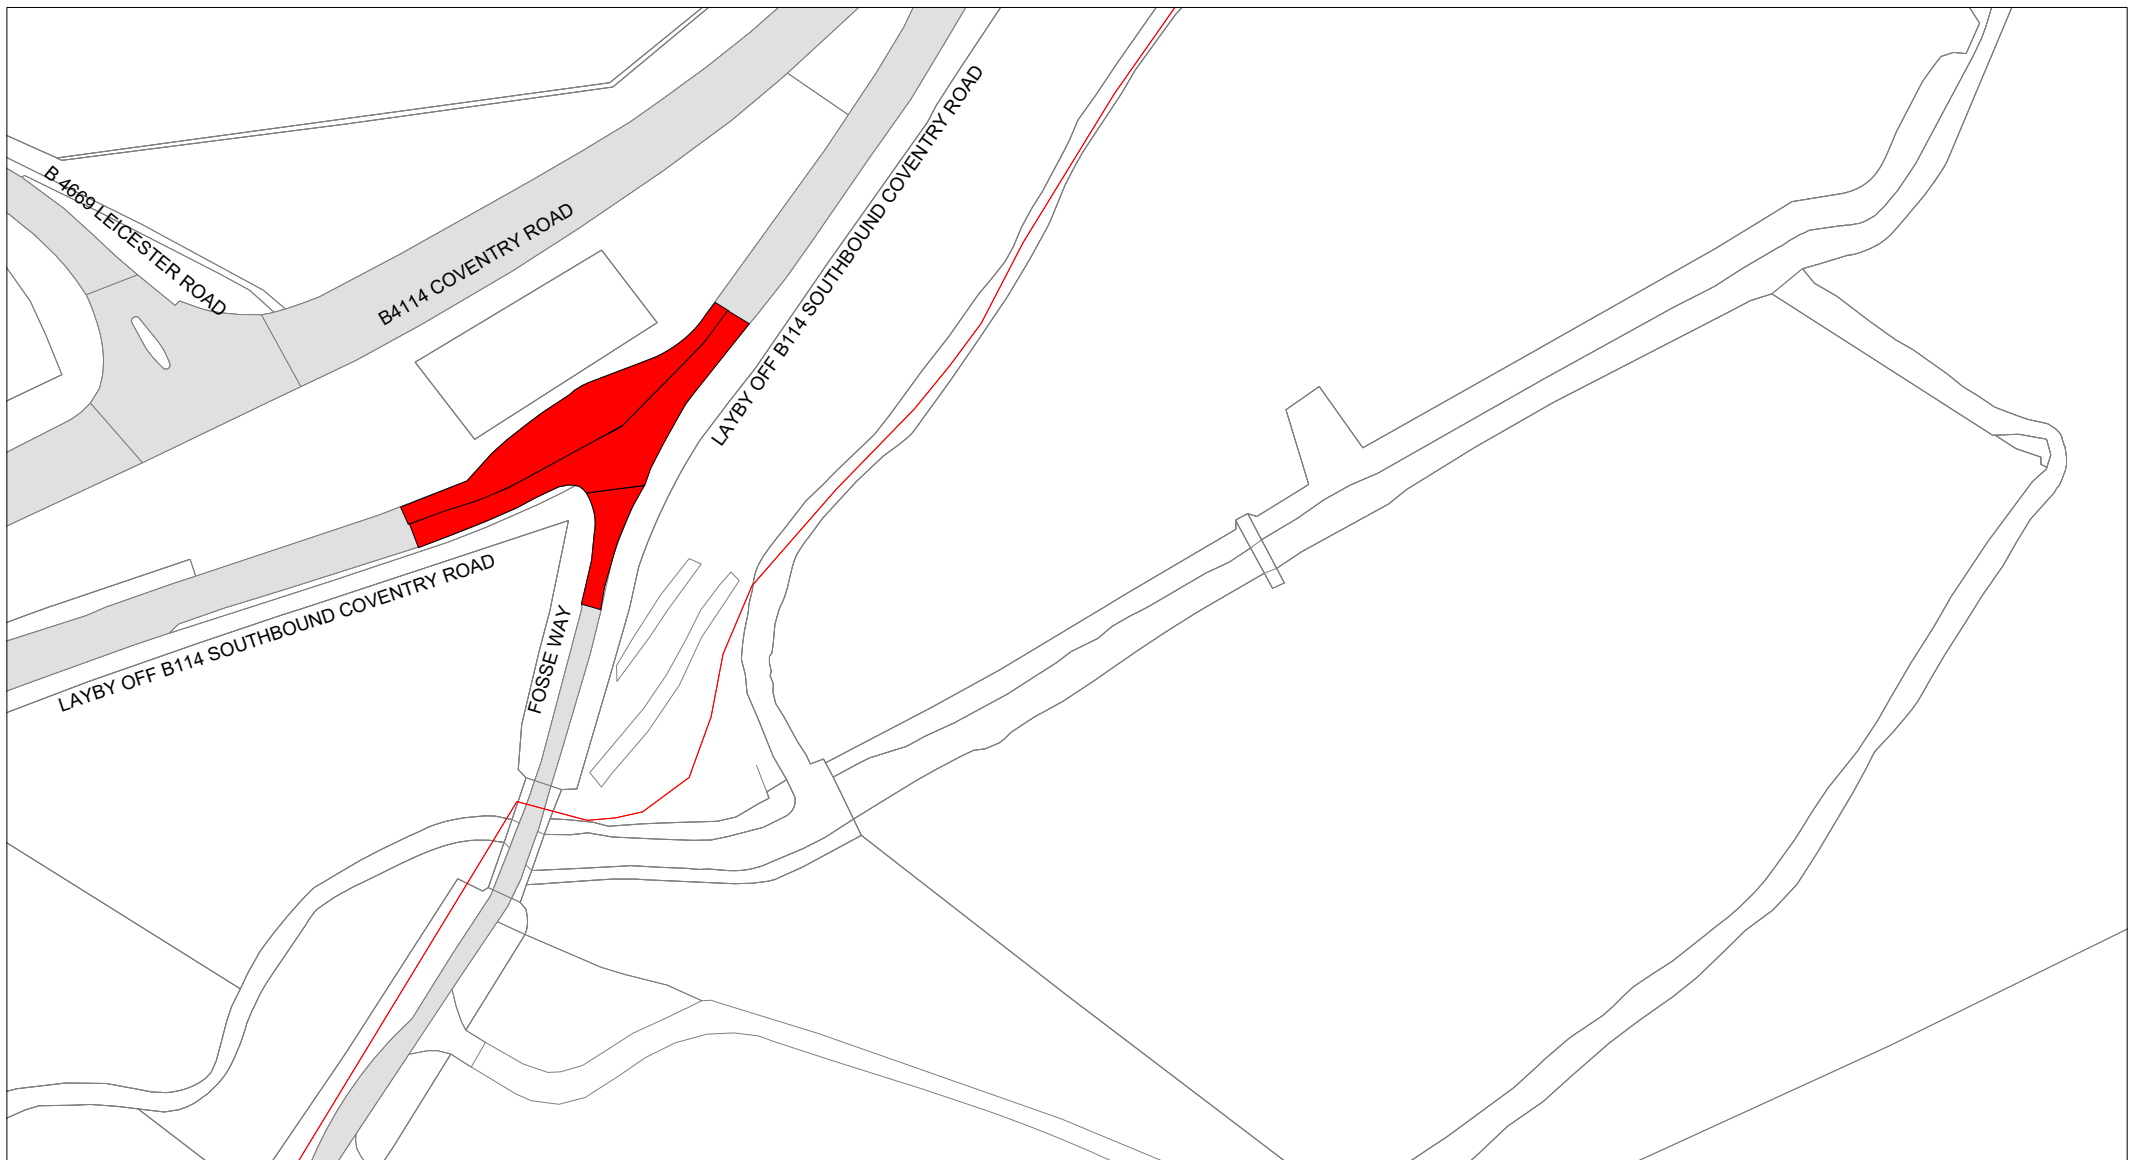 B 4669 LEICESTER ROAD
B4114 COVENTRY ROAD
LAYBY OFF B114 SOUTHBOUND COVENTRY ROAD
LAYBY OFF B114 SOUTHBOUND COVENTRY ROAD
FOSSE WAY